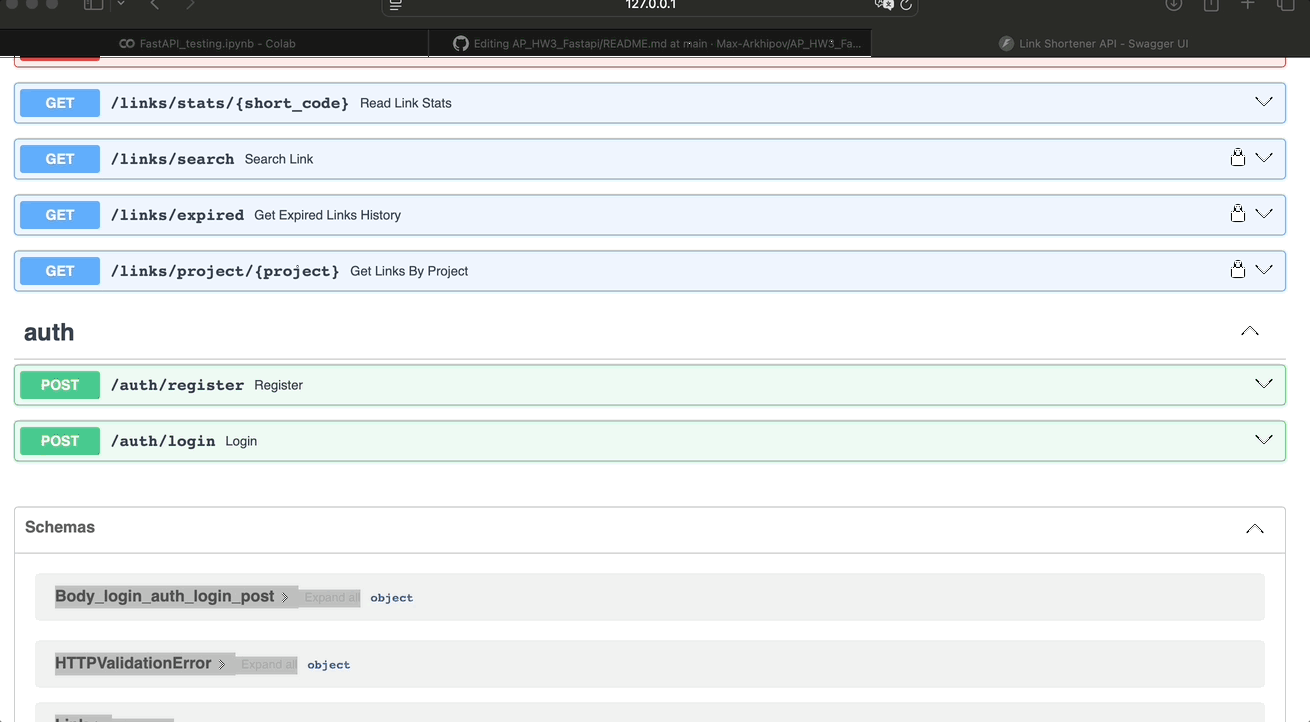 127.0.0.1
FastAPI_testing.ipynb - Colab
Editing AP_HW3_Fastapi/README.md at main · Max-Arkhipov/AP_HW3_Fa...
Link Shortener API - Swagger UI
GET /links/stats/{short_code} Read Link Stats
GET /links/search Search Link
GET /links/expired Get Expired Links History
GET /links/project/{project} Get Links By Project
auth
POST /auth/register Register
POST /auth/login Login
Schemas
Body_login_auth_login_post Expand all object
HTTPValidationError Expand all object